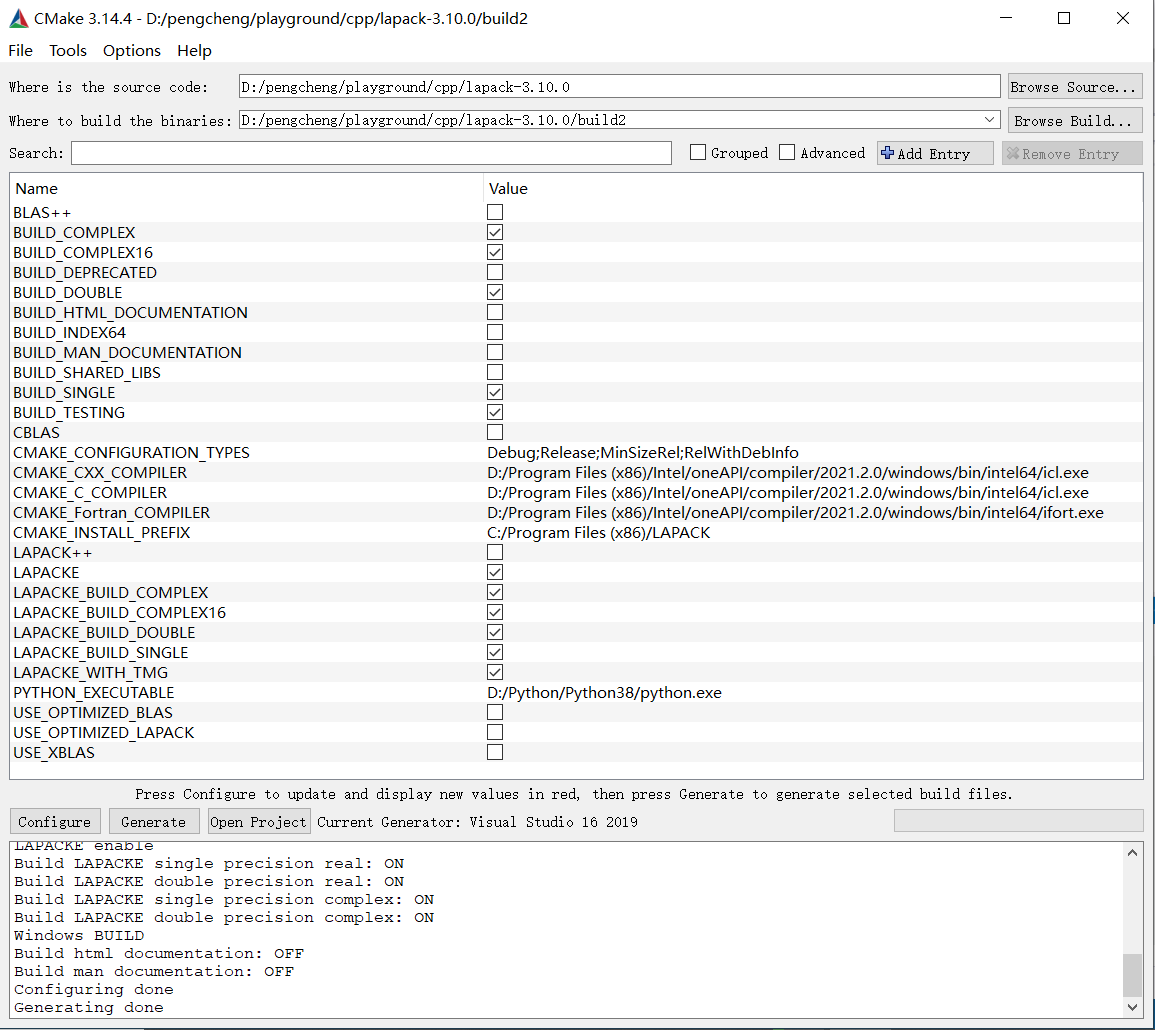 CMake 3.14.4 - D:/pengcheng/playground/cpp/lapack-3.10.0/build2
File Tools Options Help
Where is the source code: D:/pengcheng/playground/cpp/lapack-3.10.0 Browse Source...
Where to build the binaries: D:/pengcheng/playground/cpp/lapack-3.10.0/build2 Browse Build...
Search: Grouped Advanced Add Entry Remove Entry
Name Value
BLAS++
BUILD_COMPLEX
BUILD_COMPLEX16
BUILD_DEPRECATED
BUILD_DOUBLE
BUILD_HTML_DOCUMENTATION
BUILD_INDEX64
BUILD_MAN_DOCUMENTATION
BUILD_SHARED_LIBS
BUILD_SINGLE
BUILD_TESTING
CBLAS
CMAKE_CONFIGURATION_TYPES Debug;Release;MinSizeRel;RelWithDebInfo
CMAKE_CXX_COMPILER D:/Program Files (x86)/Intel/oneAPI/compiler/2021.2.0/windows/bin/intel64/icl.exe
CMAKE_C_COMPILER D:/Program Files (x86)/Intel/oneAPI/compiler/2021.2.0/windows/bin/intel64/icl.exe
CMAKE_Fortran_COMPILER D:/Program Files (x86)/Intel/oneAPI/compiler/2021.2.0/windows/bin/intel64/ifort.exe
CMAKE_INSTALL_PREFIX C:/Program Files (x86)/LAPACK
LAPACK++
LAPACKE
LAPACKE_BUILD_COMPLEX
LAPACKE_BUILD_COMPLEX16
LAPACKE_BUILD_DOUBLE
LAPACKE_BUILD_SINGLE
LAPACKE_WITH_TMG
PYTHON_EXECUTABLE D:/Python/Python38/python.exe
USE_OPTIMIZED_BLAS
USE_OPTIMIZED_LAPACK
USE_XBLAS
Press Configure to update and display new values in red, then press Generate to generate selected build files.
Configure Generate Open Project Current Generator: Visual Studio 16 2019
LAPACKE enable
Build LAPACKE single precision real: ON
Build LAPACKE double precision real: ON
Build LAPACKE single precision complex: ON
Build LAPACKE double precision complex: ON
Windows BUILD
Build html documentation: OFF
Build man documentation: OFF
Configuring done
Generating done